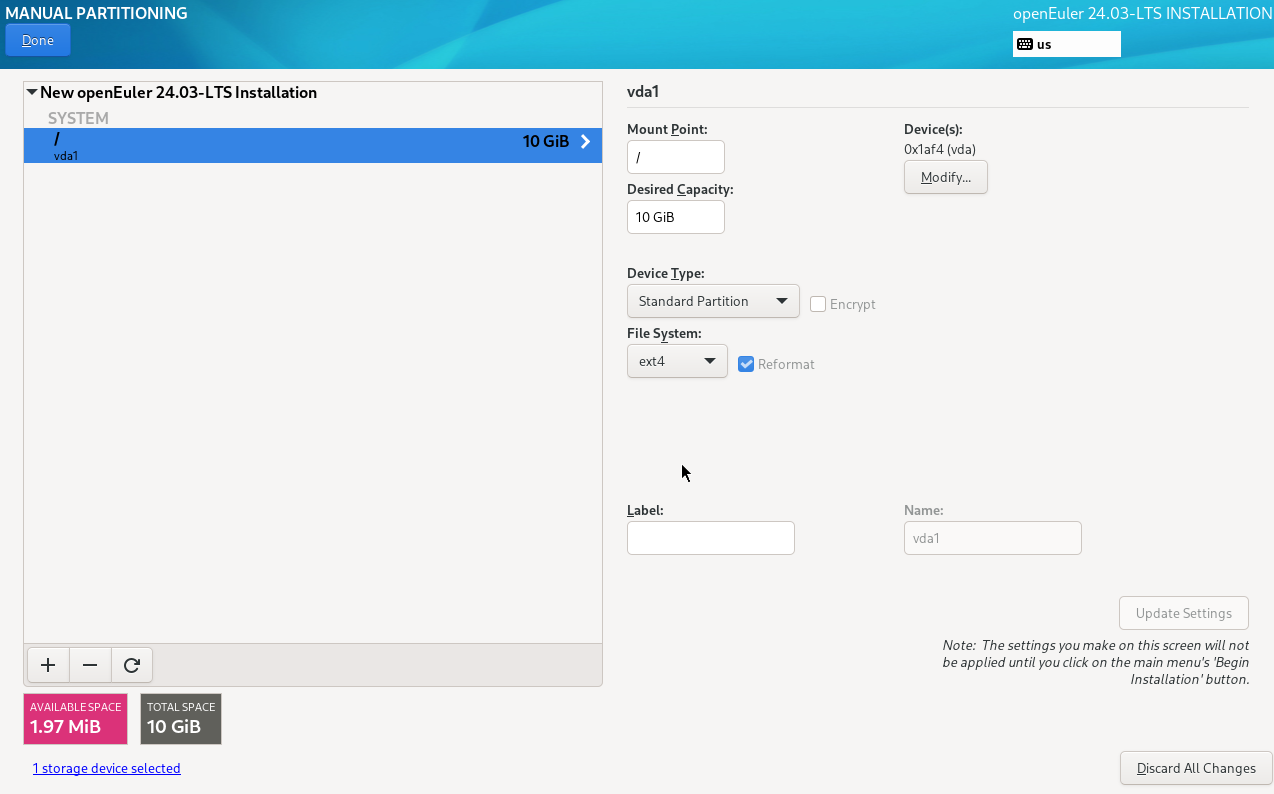 MANUAL PARTITIONING
openEuler 24.03-LTS INSTALLATION
Done
us
New openEuler 24.03-LTS Installation
SYSTEM
/
10 GiB
vda1
vda1
Mount Point:
/
Desired Capacity:
10 GiB
Device(s):
0x1af4 (vda)
Modify...
Device Type:
Standard Partition
Encrypt
File System:
ext4
Reformat
Label:
Name:
vda1
Update Settings
Note: The settings you make on this screen will not
be applied until you click on the main menu's 'Begin
Installation' button.
AVAILABLE SPACE
1.97 MiB
TOTAL SPACE
10 GiB
1 storage device selected
Discard All Changes